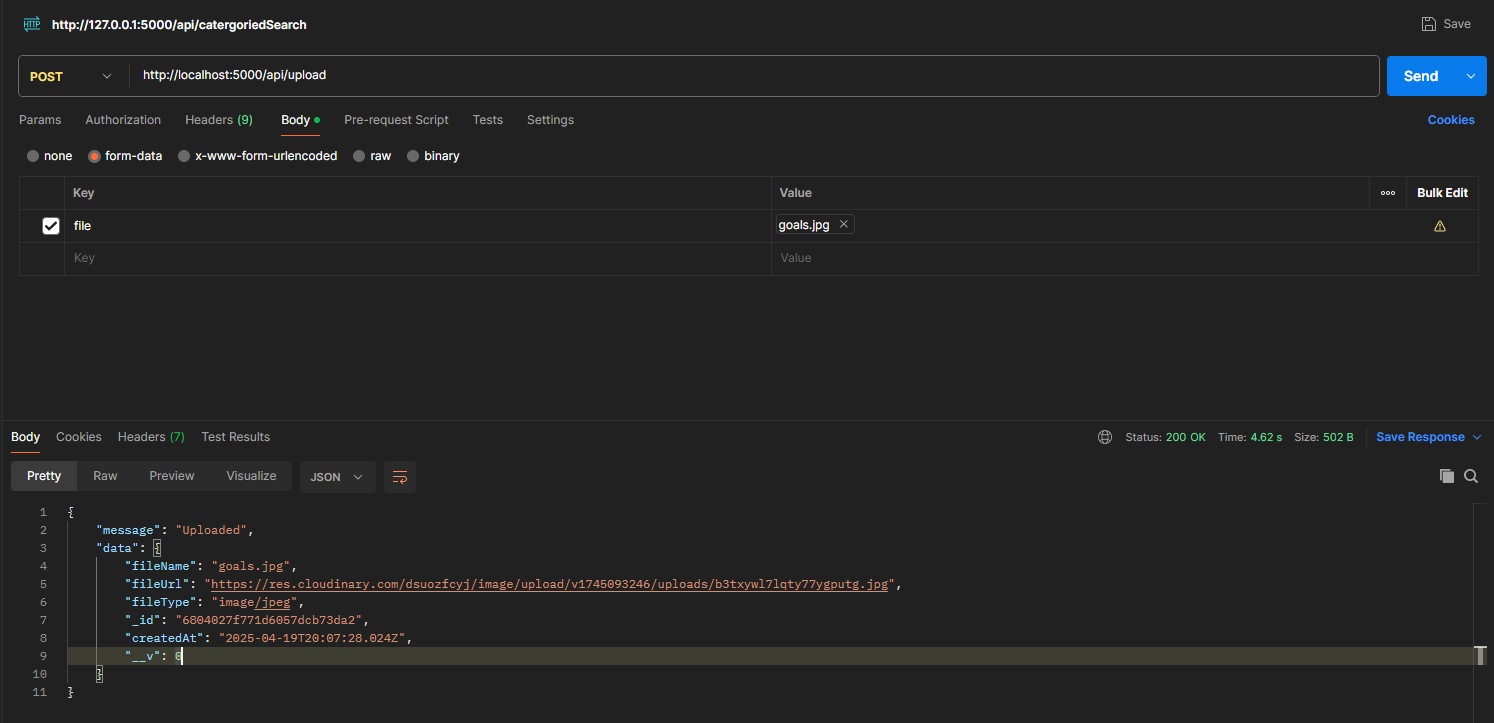 HTTP http://127.0.0.1:5000/api/catergoriedSearch Save
POST http://localhost:5000/api/upload Send
Params Authorization Headers (9) Body Pre-request Script Tests Settings Cookies
none form-data x-www-form-urlencoded raw binary
Key Value Bulk Edit
file goals.jpg
Key Value
Body Cookies Headers (7) Test Results Status: 200 OK Time: 4.62 s Size: 502 B Save Response
Pretty Raw Preview Visualize JSON
1 {
2 "message": "Uploaded",
3 "data": {
4 "fileName": "goals.jpg",
5 "fileUrl": "https://res.cloudinary.com/dsuozfcyj/image/upload/v1745093246/uploads/b3txywl7lqty77ygputg.jpg",
6 "fileType": "image/jpeg",
7 "_id": "6804027f771d6057dcb73da2",
8 "createdAt": "2025-04-19T20:07:28.024Z",
9 "__v": 0
10 }
11 }